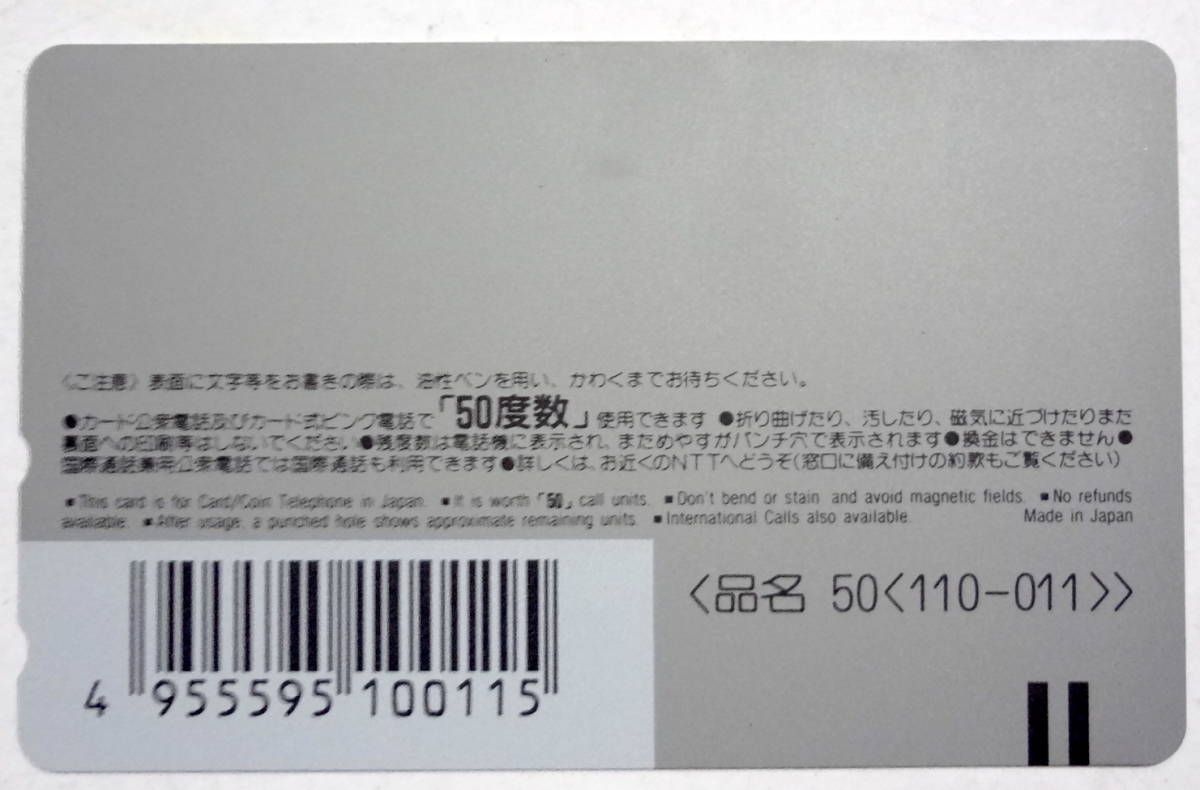 〈ご注意〉表面に文字等をお書きの際は、油性ペンを用い、かわくまでお待ちください。
●カード公衆電話及びカード式ピンク電話で「50度数」使用できます ●折り曲げたり、汚したり、磁気に近づけたりまた
裏面への印刷等はしないでください●残度数は電話機に表示され、まためやすがパンチ穴で表示されます●換金はできません●
国際通話兼用公衆電話では国際通話も利用できます●詳しくは、お近くのNTTへどうぞ(窓口に備え付けの約款もご覧ください)
■This card is for Card/Coin Telephone in Japan. ■It is worth「50」call units. ■Don't bend or stain and avoid magnetic fields. ■No refunds
available. ■After usage, a punched hole shows approximate remaining units. ■International Calls also available. Made in Japan
〈品名 50〈110-011〉〉
4 955595 100115